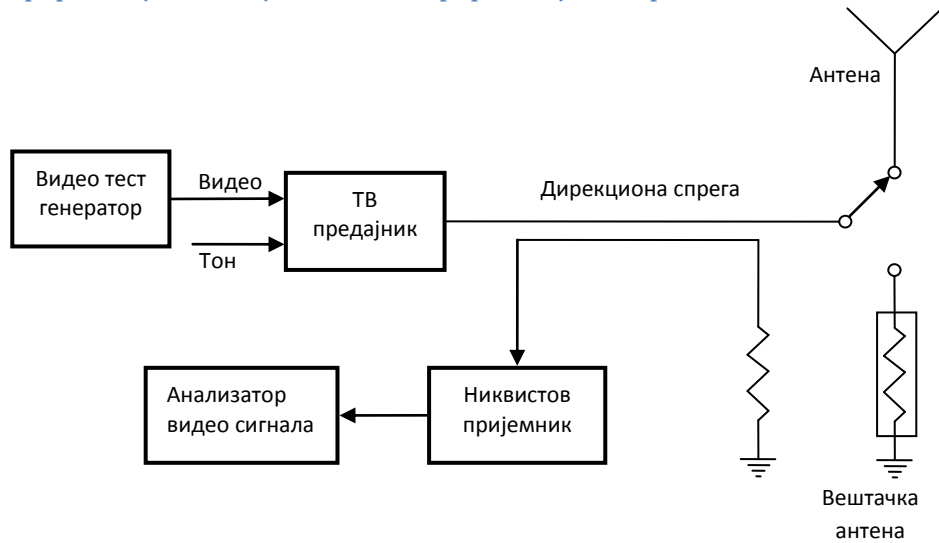 Антена
Видео тест
генератор
Видео
Тон
ТВ
предајник
Дирекциона спрега
Анализатор
видео сигнала
Никвистов
пријемник
Вештачка
антена